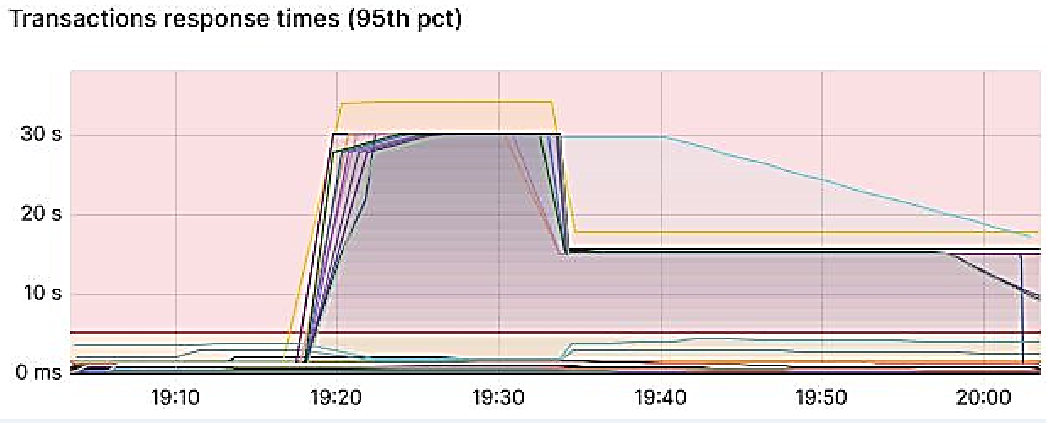 Transactions response times (95th pct)
30 s
20 s
10 s
0 ms
19:10 19:20 19:30 19:40 19:50 20:00